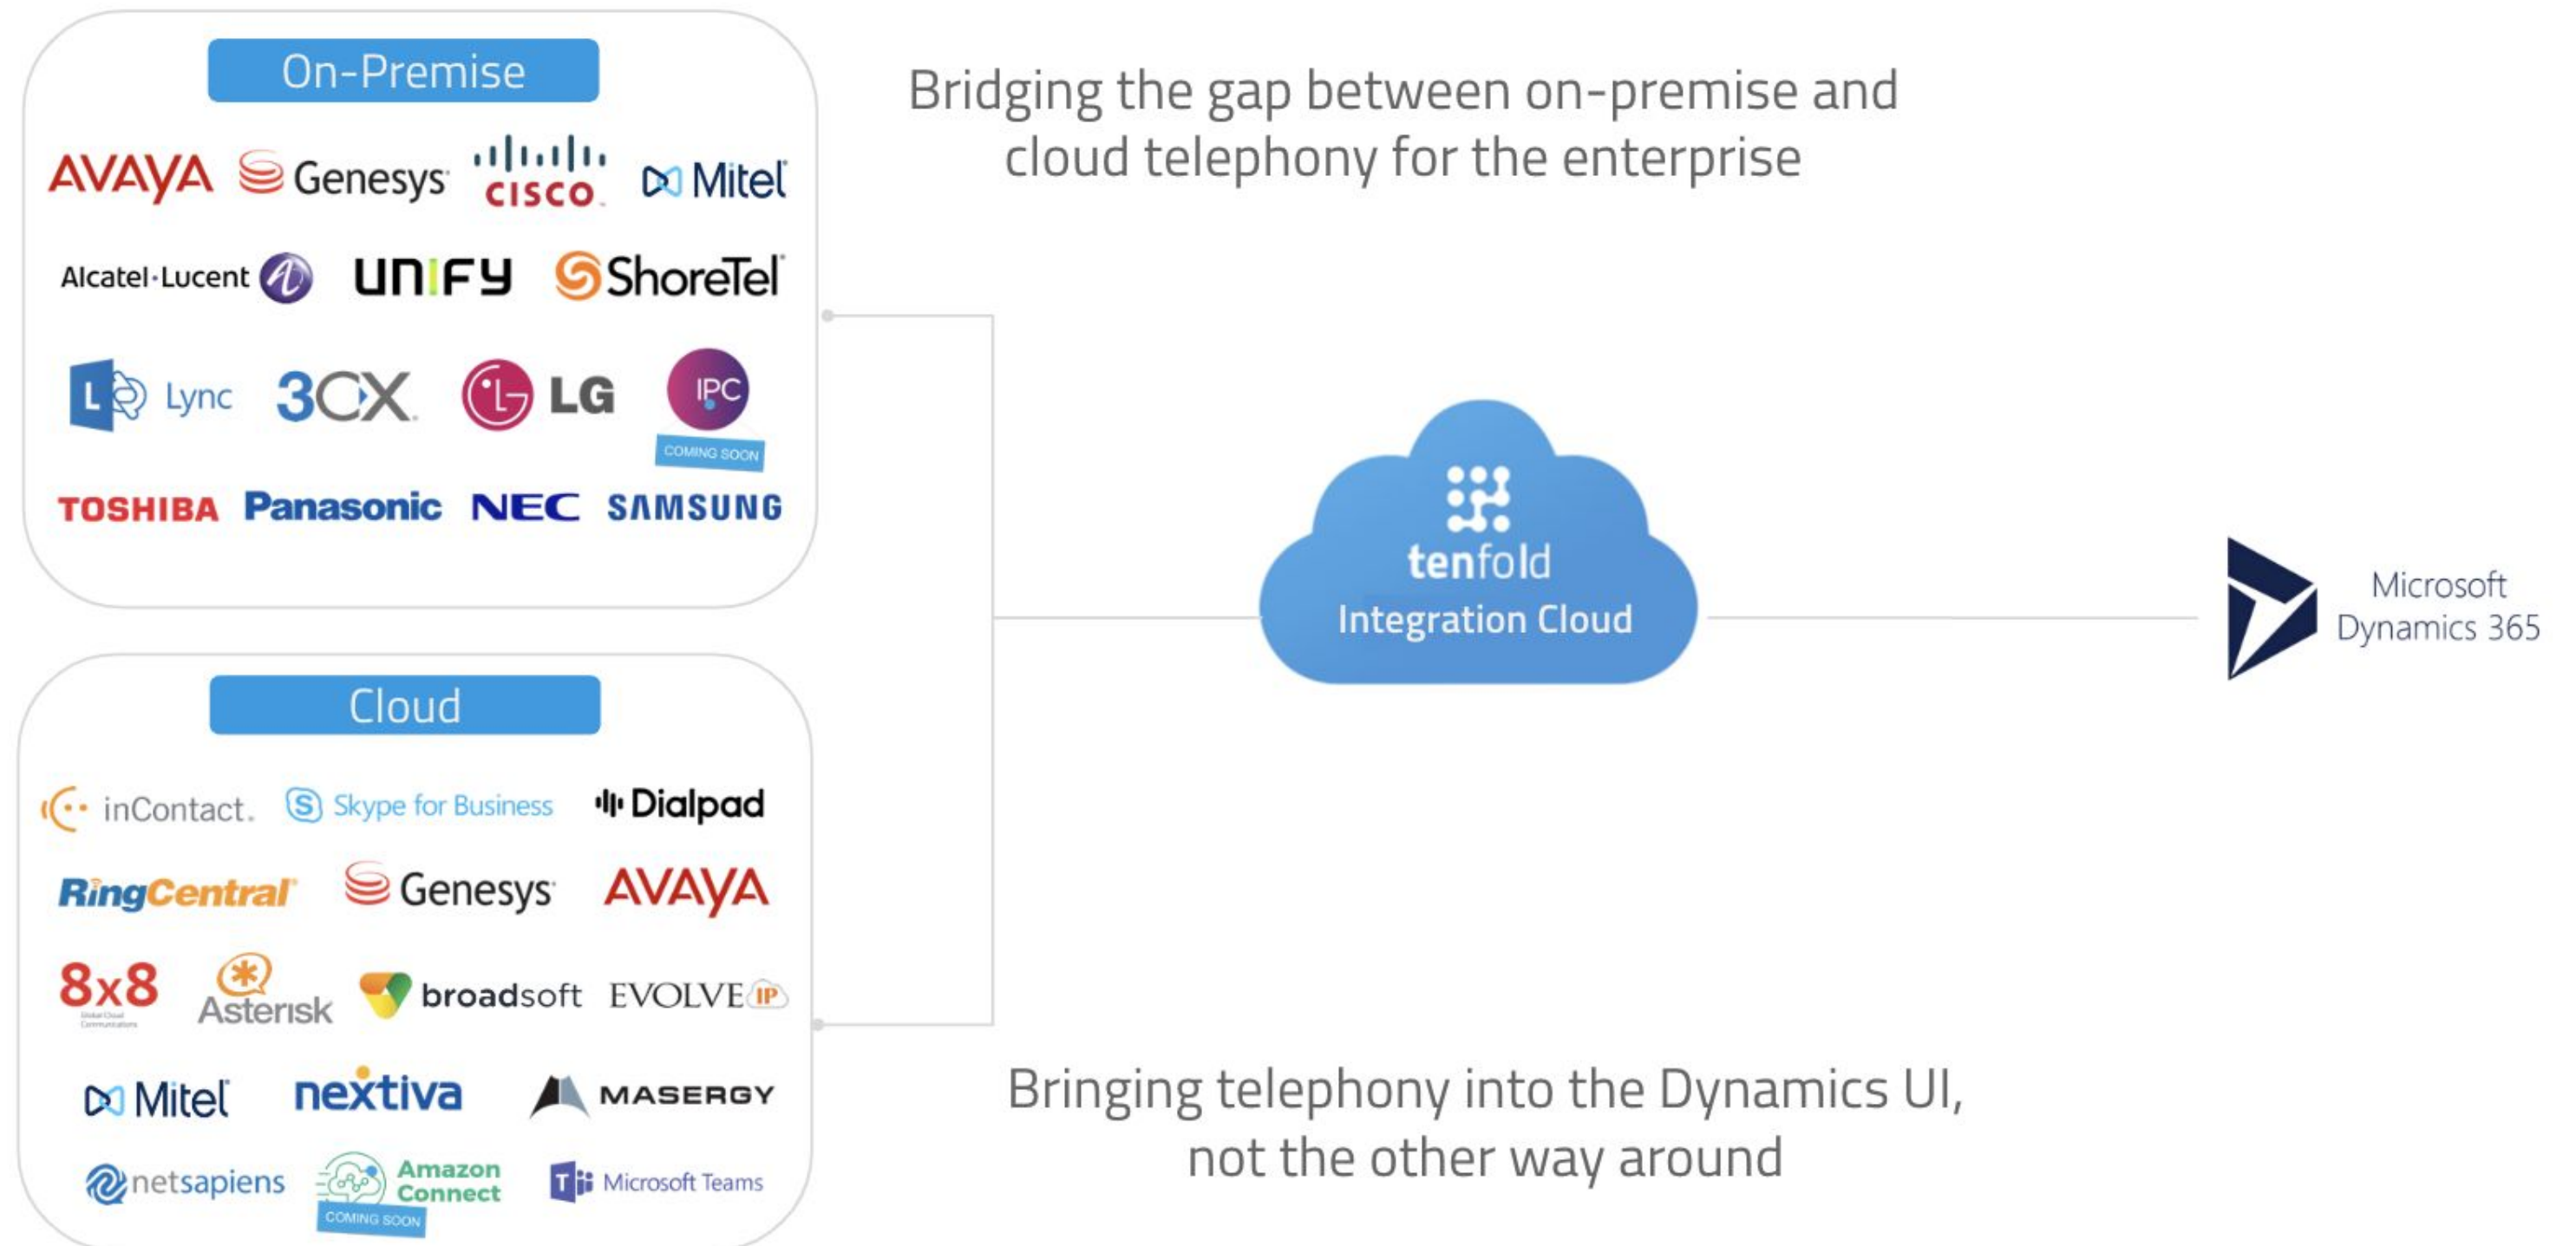 On-Premise
AVAYA Genesys CISCO Mitel
Alcatel·Lucent UNIFY ShoreTel
L Lync 3CX LG IPC
COMING SOON
TOSHIBA Panasonic NEC SAMSUNG
Bridging the gap between on-premise and
cloud telephony for the enterprise
tenfold
Integration Cloud
Microsoft
Dynamics 365
Cloud
inContact. S Skype for Business Dialpad
RingCentral Genesys AVAYA
8x8 Asterisk broadsoft EVOLVE IP
Global Cloud
Communications
Mitel nextiva MASERGY
netsapiens Amazon
Connect T Microsoft Teams
COMING SOON
Bringing telephony into the Dynamics UI,
not the other way around